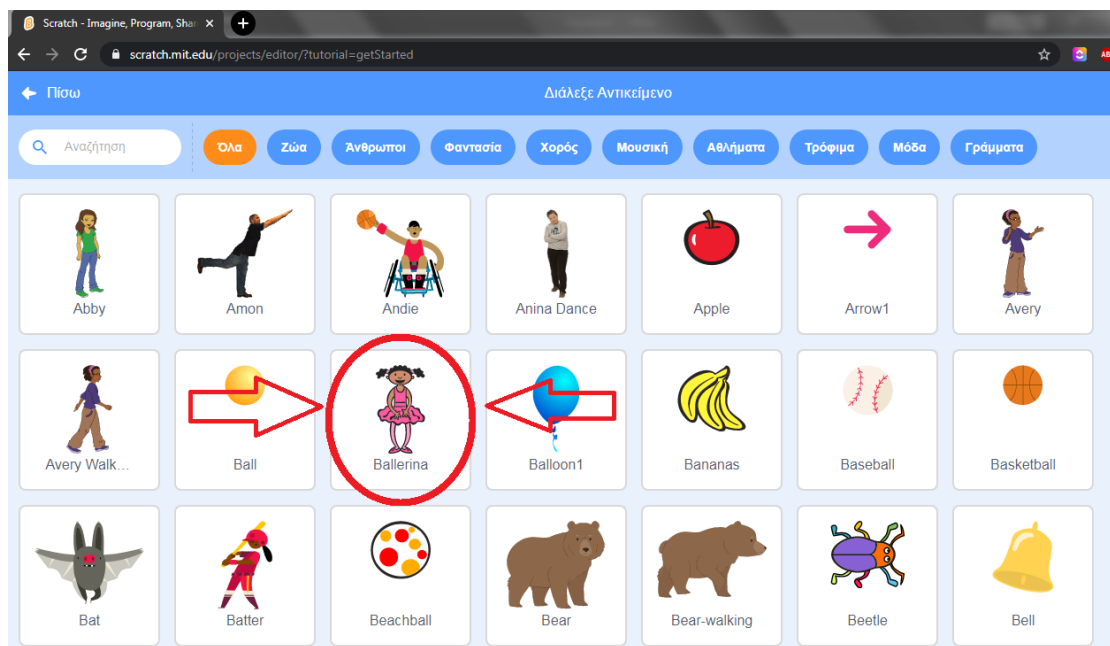 Scratch - Imagine, Program, Shar
scratch.mit.edu/projects/editor/?tutorial=getStarted
Πίσω
Διάλεξε Αντικείμενο
Αναζήτηση
Όλα Ζώα Άνθρωποι Φαντασία Χορός Μουσική Αθλήματα Τρόφιμα Μόδα Γράμματα
Abby Amon Andie Anina Dance Apple Arrow1 Avery
Avery Walk... Ball Ballerina Balloon1 Bananas Baseball Basketball
Bat Batter Beachball Bear Bear-walking Beetle Bell